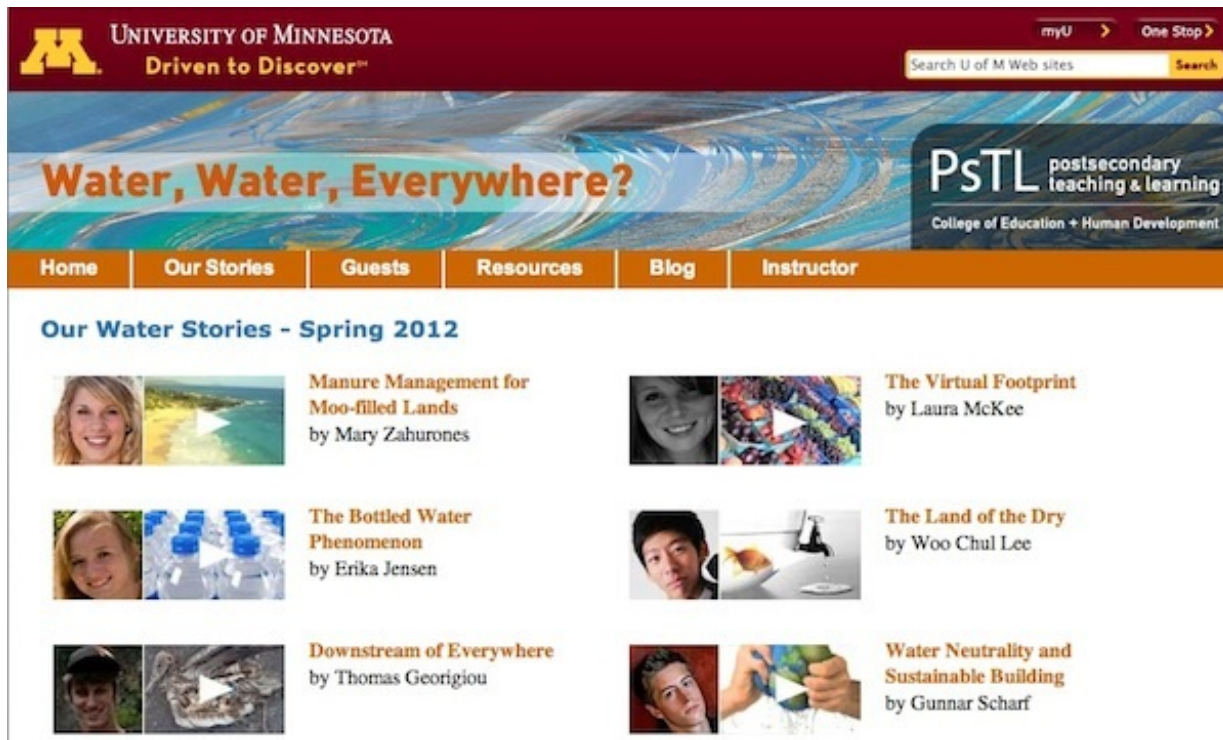 UNIVERSITY OF MINNESOTA
Driven to Discover℠
myU
One Stop
Search U of M Web sites
Search
Water, Water, Everywhere?
PsTL postsecondary
teaching & learning
College of Education + Human Development
Home Our Stories Guests Resources Blog Instructor
Our Water Stories - Spring 2012
Manure Management for
Moo-filled Lands
by Mary Zahurones
The Virtual Footprint
by Laura McKee
The Bottled Water
Phenomenon
by Erika Jensen
The Land of the Dry
by Woo Chul Lee
Downstream of Everywhere
by Thomas Georigiou
Water Neutrality and
Sustainable Building
by Gunnar Scharf